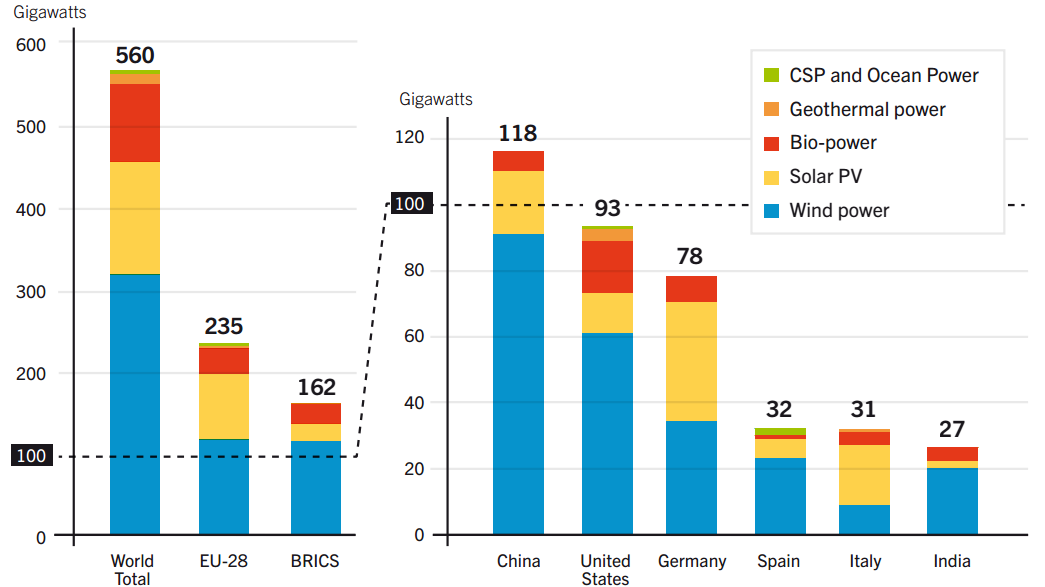 Gigawatts
600
500
400
300
200
100
0
560
235
162
World
Total
EU-28
BRICS
Gigawatts
120
100
80
60
40
20
0
118
93
78
32
31
27
China
United
States
Germany
Spain
Italy
India
CSP and Ocean Power
Geothermal power
Bio-power
Solar PV
Wind power